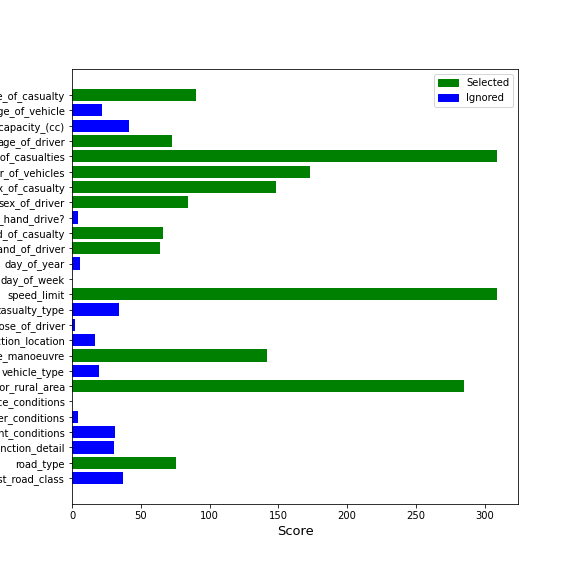 Selected
Ignored
e_of_casualty
ge_of_vehicle
capacity_(cc)
age_of_driver
of_casualties
r_of_vehicles
x_of_casualty
sex_of_driver
_hand_drive?
d_of_casualty
and_of_driver
day_of_year
day_of_week
speed_limit
casualty_type
ose_of_driver
ction_location
e_manoeuvre
vehicle_type
or_rural_area
ce_conditions
er_conditions
nt_conditions
nction_detail
road_type
st_road_class
0 50 100 150 200 250 300
Score